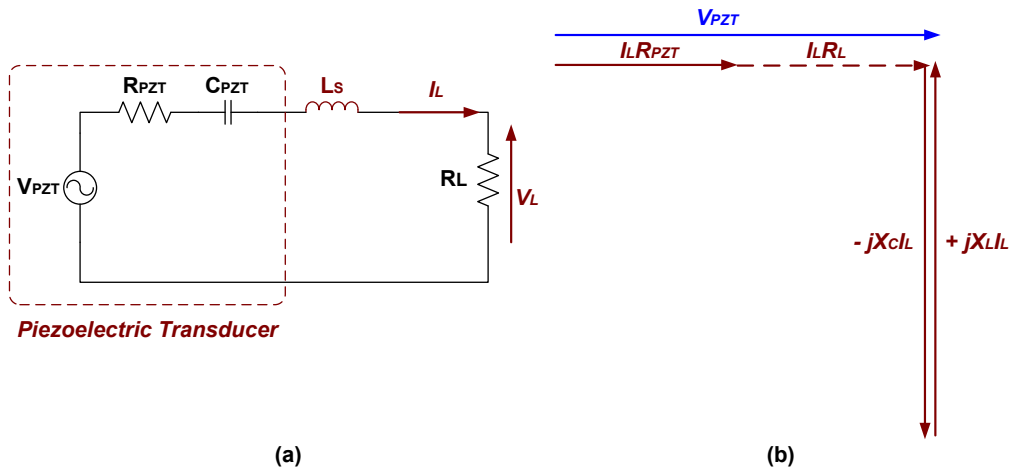 VPZT
ILRPZT
ILRL
RPZT
CPZT
LS
IL
VPZT
RL
VL
- jXCIL
+ jXLIL
Piezoelectric Transducer
(a)
(b)